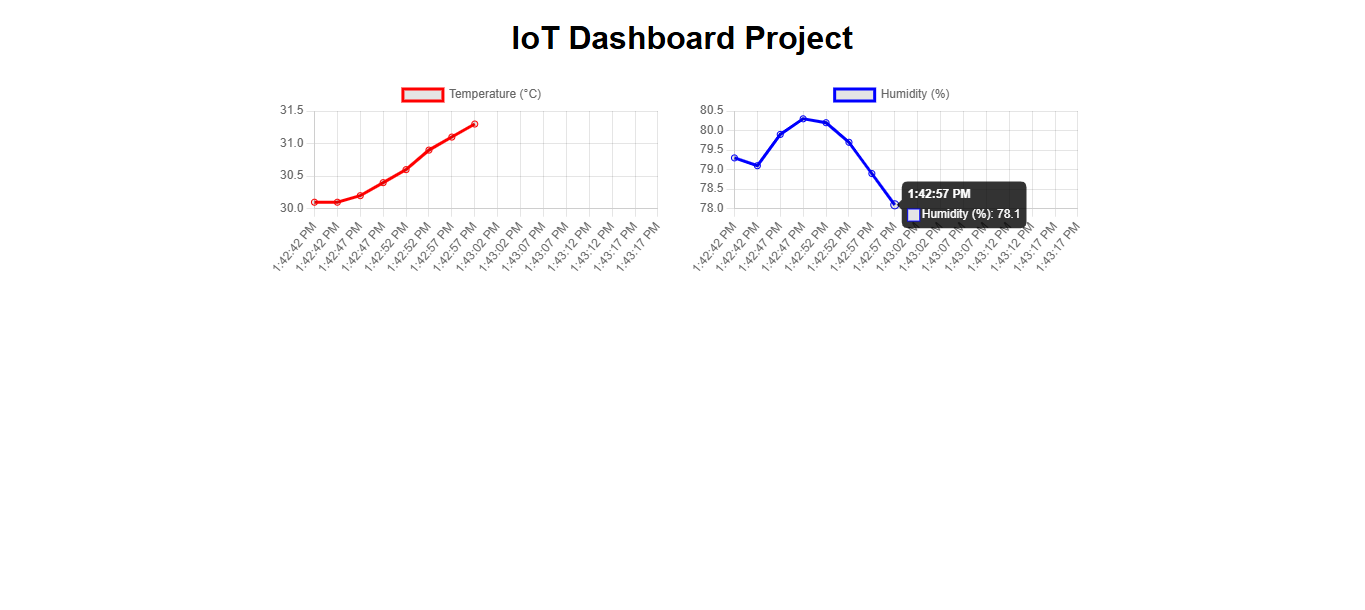 IoT Dashboard Project
Temperature (°C)
31.5
31.0
30.5
30.0
1:42:42 PM
1:42:42 PM
1:42:47 PM
1:42:47 PM
1:42:52 PM
1:42:52 PM
1:42:57 PM
1:42:57 PM
1:43:02 PM
1:43:02 PM
1:43:07 PM
1:43:07 PM
1:43:12 PM
1:43:12 PM
1:43:17 PM
1:43:17 PM
Humidity (%)
80.5
80.0
79.5
79.0
78.5
78.0
1:42:57 PM
Humidity (%): 78.1
1:42:42 PM
1:42:42 PM
1:42:47 PM
1:42:47 PM
1:42:52 PM
1:42:52 PM
1:42:57 PM
1:42:57 PM
1:43:02 PM
1:43:02 PM
1:43:07 PM
1:43:07 PM
1:43:12 PM
1:43:12 PM
1:43:17 PM
1:43:17 PM